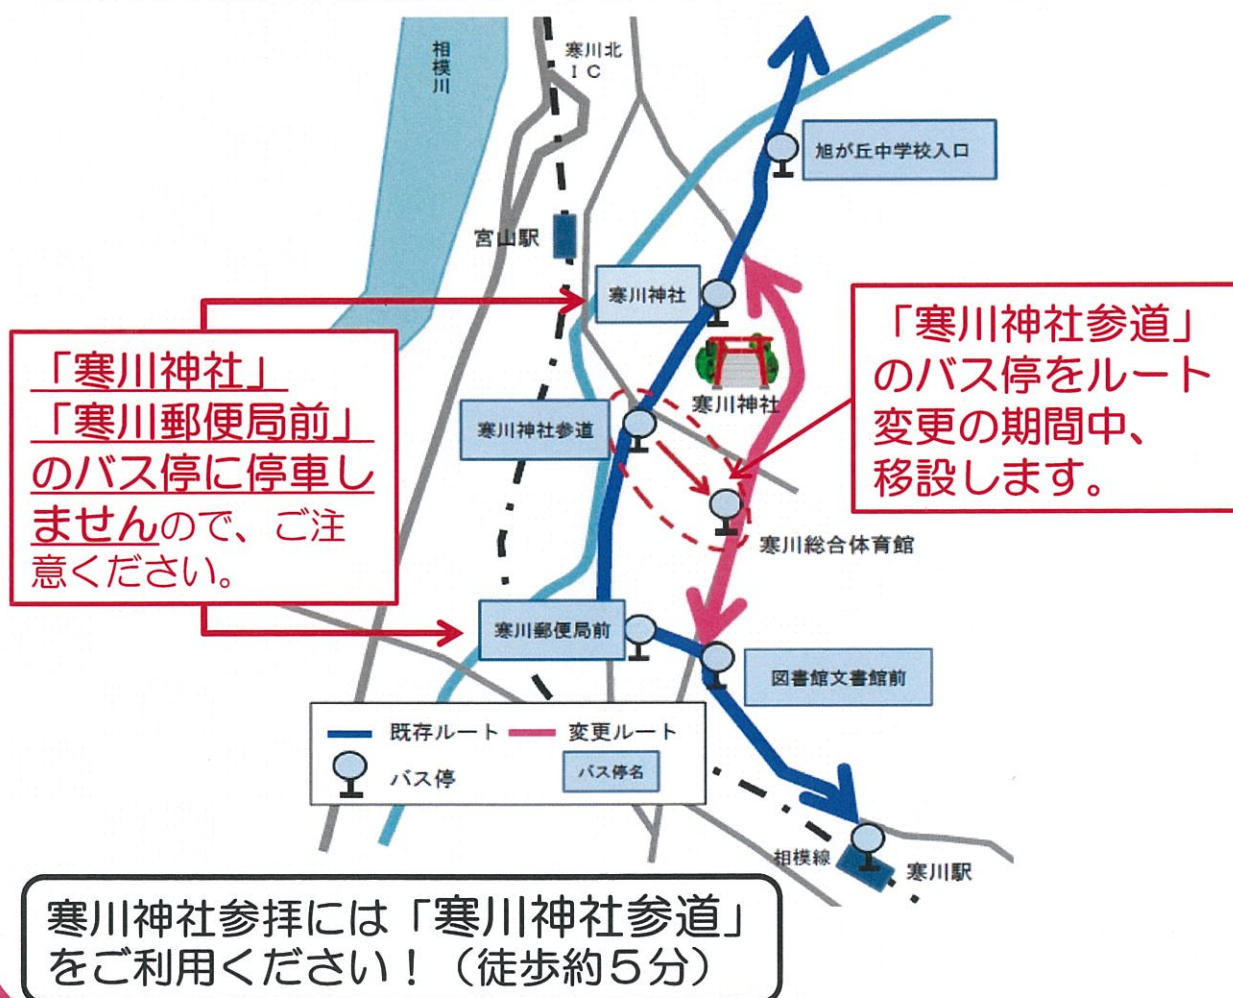 相模川
寒川北
ＩＣ
旭が丘中学校入口
宮山駅
寒川神社
「寒川神社」
「寒川郵便局前」
のバス停に停車し
ませんので、ご注
意ください。
「寒川神社参道」
のバス停をルート
変更の期間中、
移設します。
寒川神社
寒川神社参道
寒川総合体育館
寒川郵便局前
図書館文書館前
既存ルート
変更ルート
バス停
バス停名
相模線
寒川駅
寒川神社参拝には「寒川神社参道」
をご利用ください！（徒歩約５分）